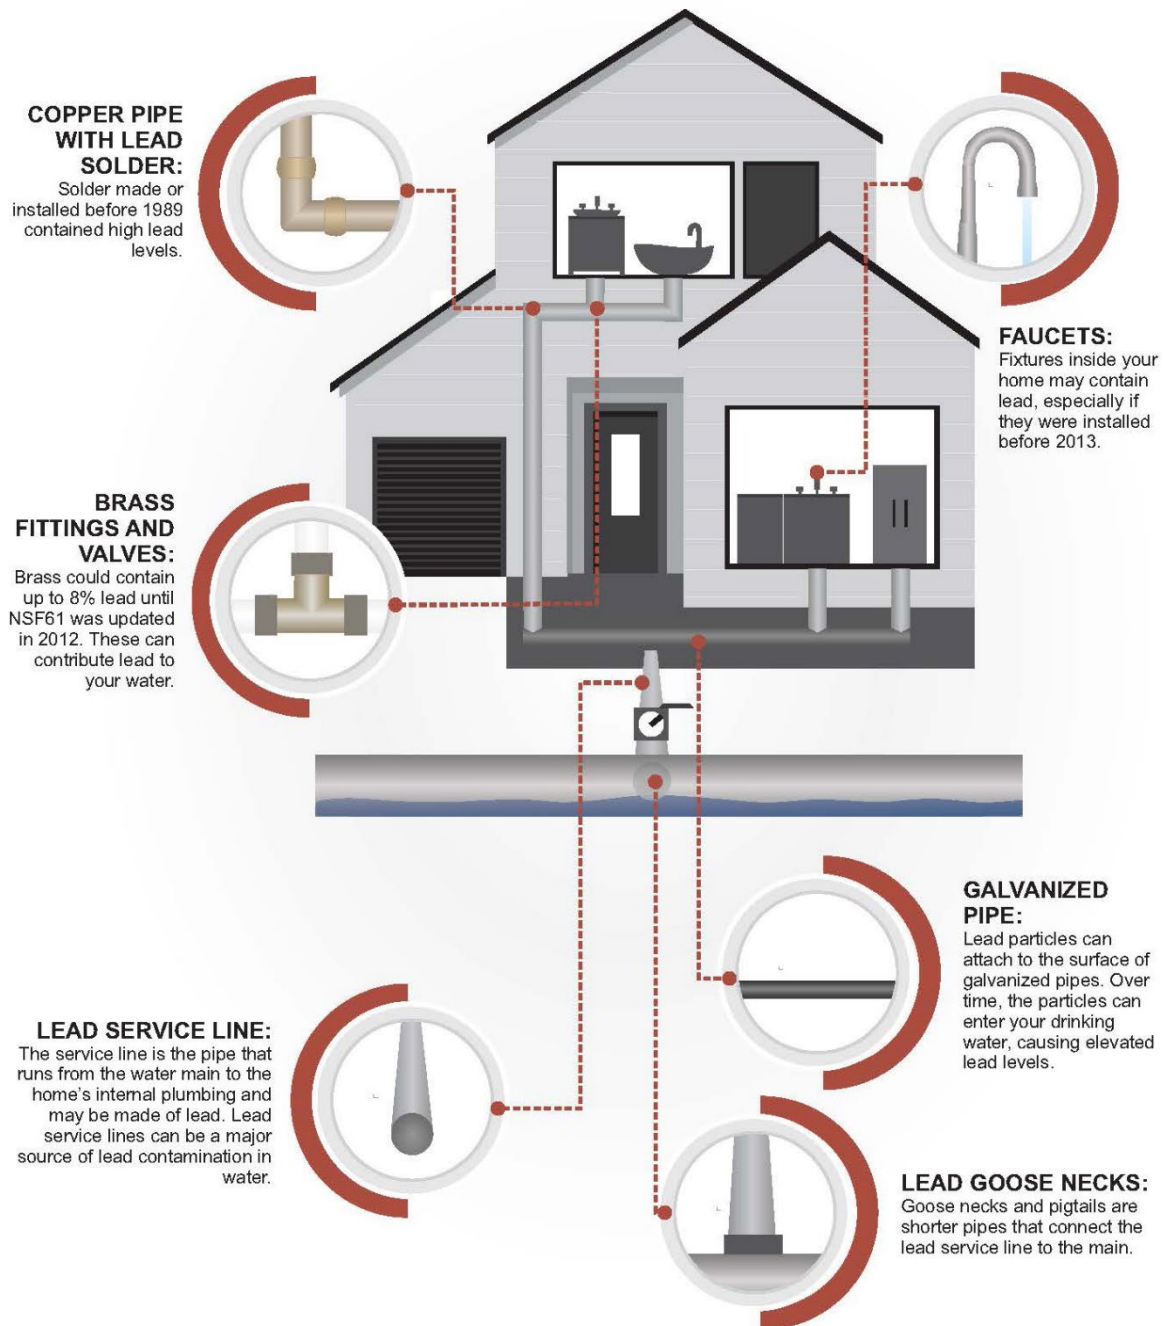 COPPER PIPE
WITH LEAD
SOLDER:
Solder made or
installed before 1989
contained high lead
levels.
FAUCETS:
Fixtures inside your
home may contain
lead, especially if
they were installed
before 2013.
BRASS
FITTINGS AND
VALVES:
Brass could contain
up to 8% lead until
NSF61 was updated
in 2012. These can
contribute lead to
your water.
GALVANIZED
PIPE:
Lead particles can
attach to the surface of
galvanized pipes. Over
time, the particles can
enter your drinking
water, causing elevated
lead levels.
LEAD SERVICE LINE:
The service line is the pipe that
runs from the water main to the
home's internal plumbing and
may be made of lead. Lead
service lines can be a major
source of lead contamination in
water.
LEAD GOOSE NECKS:
Goose necks and pigtails are
shorter pipes that connect the
lead service line to the main.